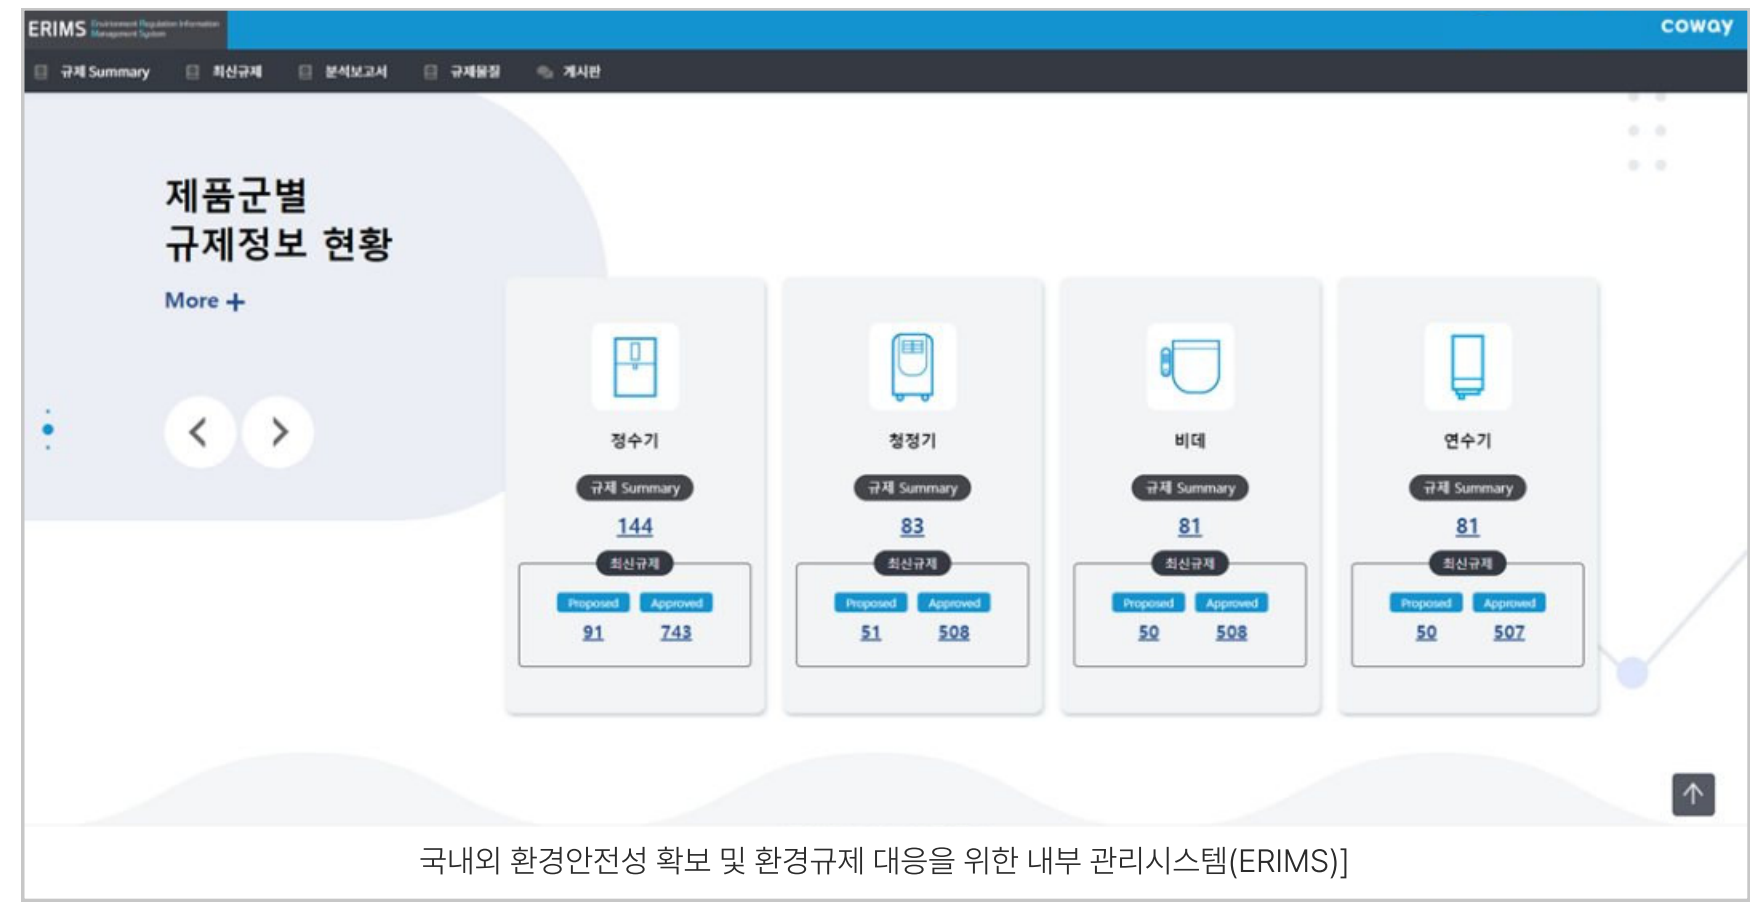 ERIMS Environment Regulation Information
Management System
coway
규제 Summary 최신규제 분석보고서 규제물질 게시판
제품군별
규제정보 현황
More +
정수기
규제 Summary
144
최신규제
Proposed Approved
91 743
청정기
규제 Summary
83
최신규제
Proposed Approved
51 508
비데
규제 Summary
81
최신규제
Proposed Approved
50 508
연수기
규제 Summary
81
최신규제
Proposed Approved
50 507
국내외 환경안전성 확보 및 환경규제 대응을 위한 내부 관리시스템(ERIMS)]